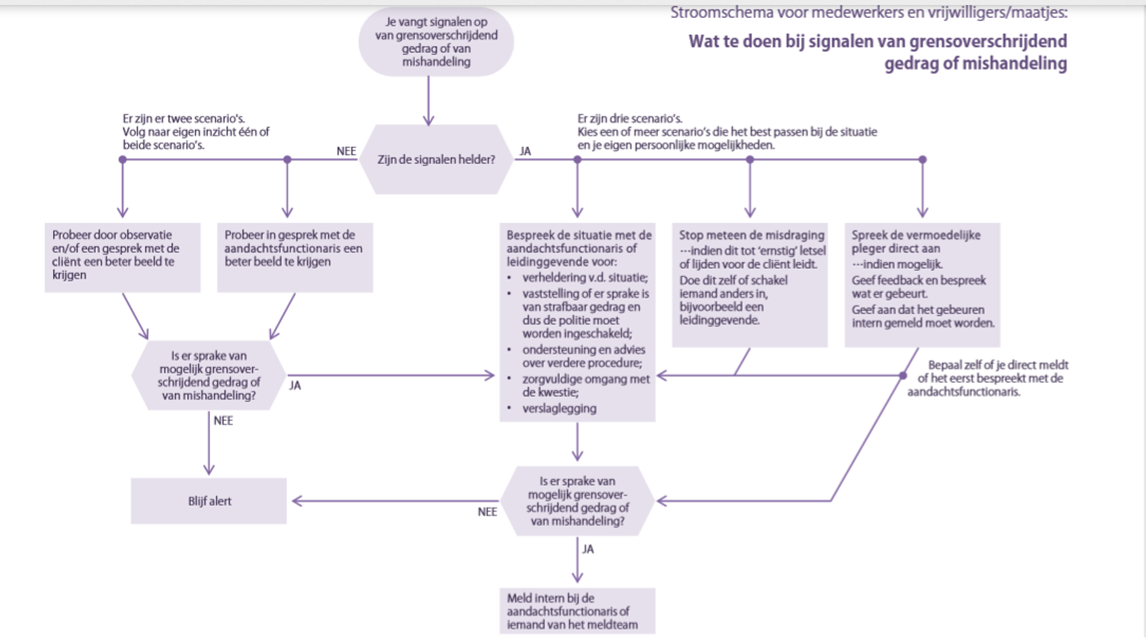 Stroomschema voor medewerkers en vrijwilligers/maatjes:
Wat te doen bij signalen van grensoverschrijdend
gedrag of mishandeling
Je vangt signalen op
van grensoverschrijdend
gedrag of van
mishandeling
Zijn de signalen helder?
NEE
JA
Er zijn er twee scenario's.
Volg naar eigen inzicht één of
beide scenario's.
Er zijn drie scenario's.
Kies een of meer scenario's die het best passen bij de situatie
en je eigen persoonlijke mogelijkheden.
Probeer door observatie
en/of een gesprek met de
cliënt een beter beeld te
krijgen
Probeer in gesprek met de
aandachtsfunctionaris een
beter beeld te krijgen
Bespreek de situatie met de
aandachtsfunctionaris of
leidinggevende voor:
• verheldering v.d. situatie;
• vaststelling of er sprake is
van strafbaar gedrag en
dus de politie moet
worden ingeschakeld;
• ondersteuning en advies
over verdere procedure;
• zorgvuldige omgang met
de kwestie;
• verslaglegging
Stop meteen de misdraging
···indien dit tot 'ernstig' letsel
of lijden voor de cliënt leidt.
Doe dit zelf of schakel
iemand anders in,
bijvoorbeeld een
leidinggevende.
Spreek de vermoedelijke
pleger direct aan
···indien mogelijk.
Geef feedback en bespreek
wat er gebeurt.
Geef aan dat het gebeuren
intern gemeld moet worden.
Is er sprake van
mogelijk grensover-
schrijdend gedrag of
van mishandeling?
JA
NEE
Bepaal zelf of je direct meldt
of het eerst bespreekt met de
aandachtsfunctionaris.
Blijf alert
Is er sprake van
mogelijk grensover-
schrijdend gedrag of
van mishandeling?
NEE
JA
Meld intern bij de
aandachtsfunctionaris of
iemand van het meldteam